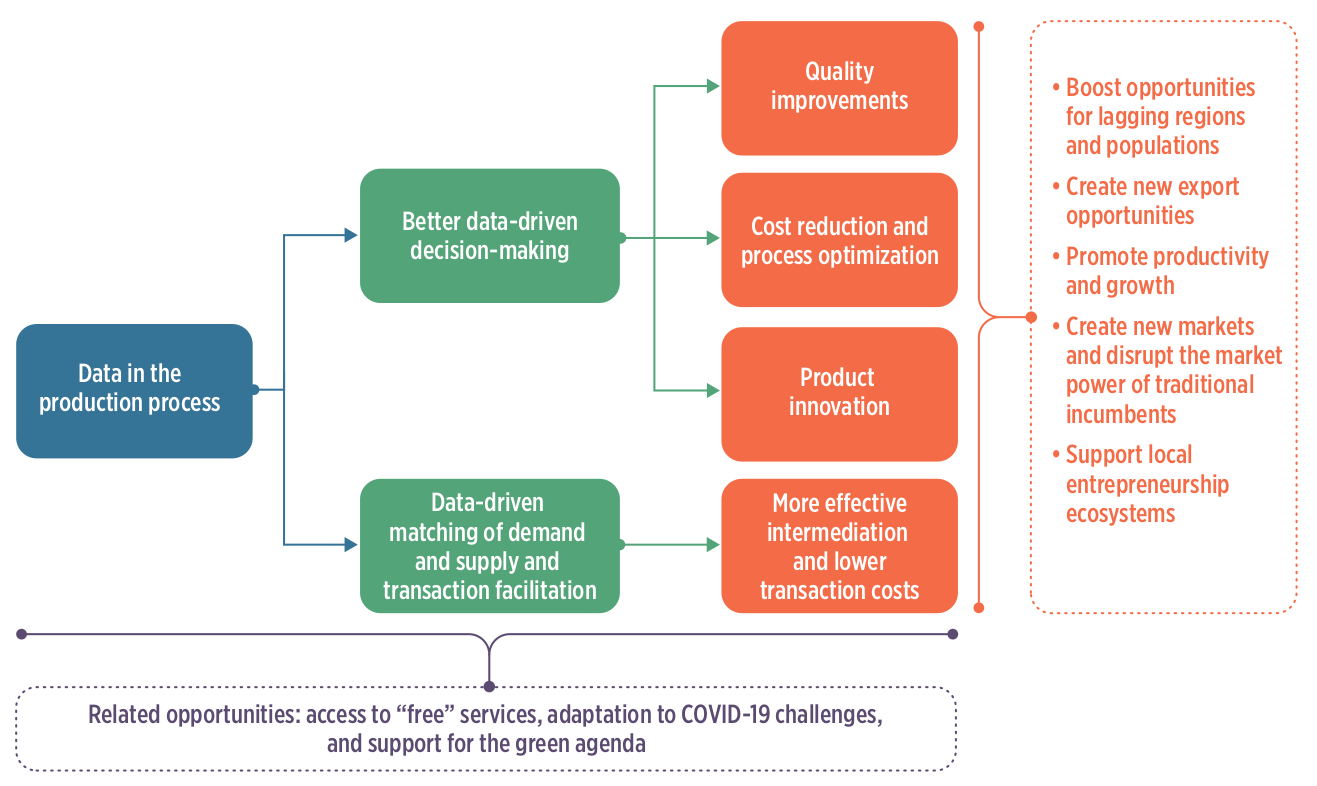 Quality
improvements
Better data-driven
decision-making
Cost reduction and
process optimization
Data in the
production process
Product
innovation
Data-driven
matching of demand
and supply and
transaction facilitation
More effective
intermediation
and lower
transaction costs
• Boost opportunities
for lagging regions
and populations
• Create new export
opportunities
• Promote productivity
and growth
• Create new markets
and disrupt the market
power of traditional
incumbents
• Support local
entrepreneurship
ecosystems
Related opportunities: access to “free” services, adaptation to COVID-19 challenges,
and support for the green agenda